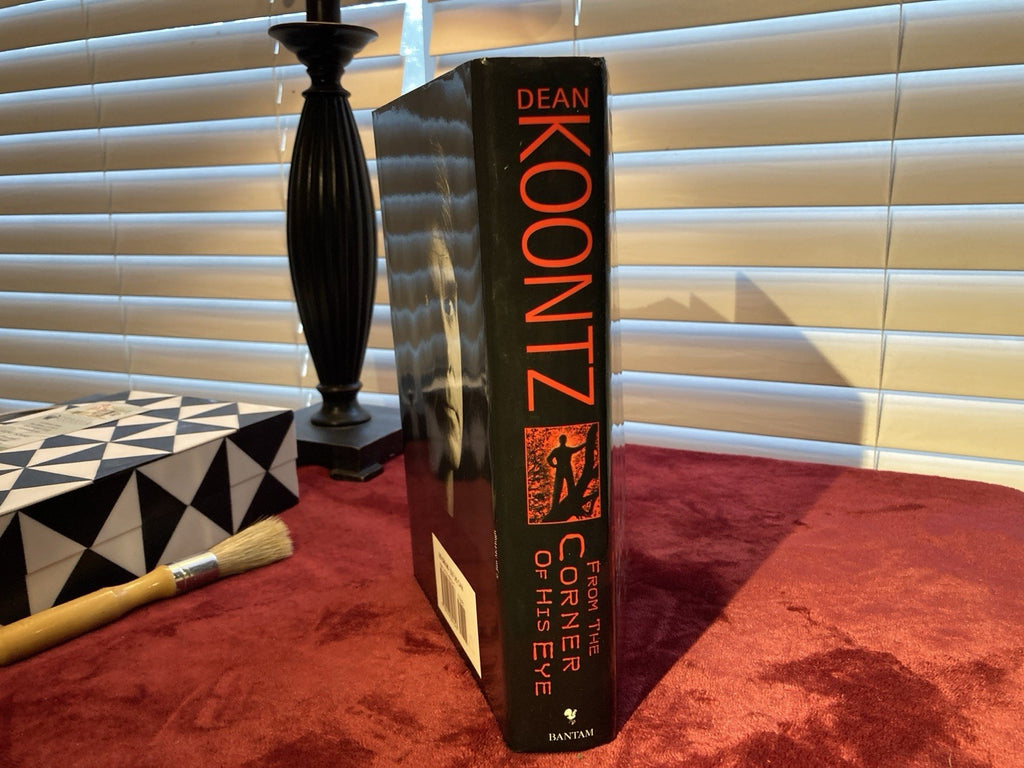 DEAN
KOONTZ
FROM THE
CORNER
OF HIS EYE
BANTAM